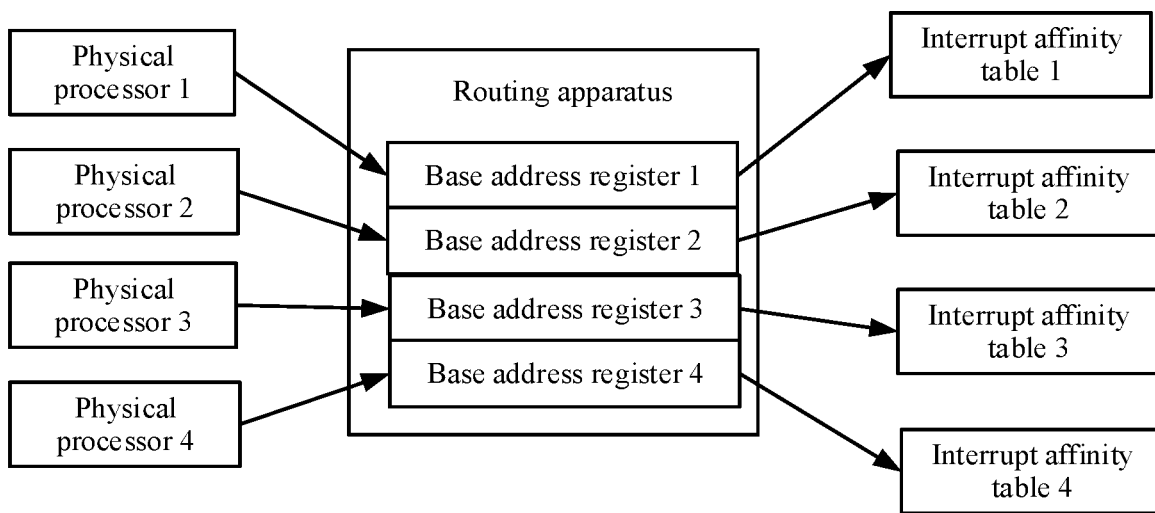 Physical
processor 1
Physical
processor 2
Physical
processor 3
Physical
processor 4
Routing apparatus
Base address register 1
Base address register 2
Base address register 3
Base address register 4
Interrupt affinity
table 1
Interrupt affinity
table 2
Interrupt affinity
table 3
Interrupt affinity
table 4